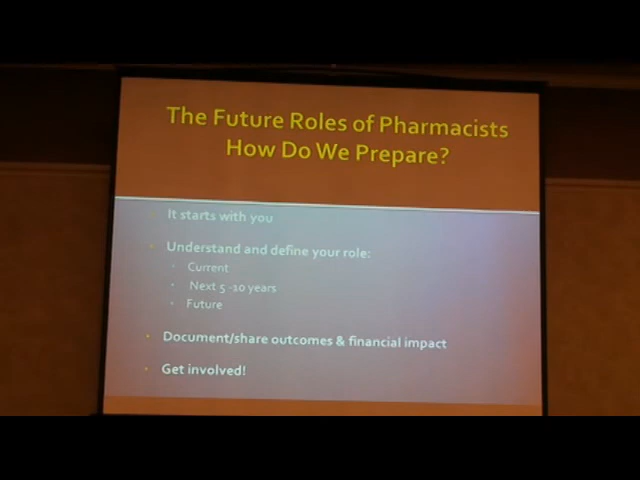 The Future Roles of Pharmacists
How Do We Prepare?
It starts with you
Understand and define your role:
Current
Next 5 -10 years
Future
Document/share outcomes & financial impact
Get involved!